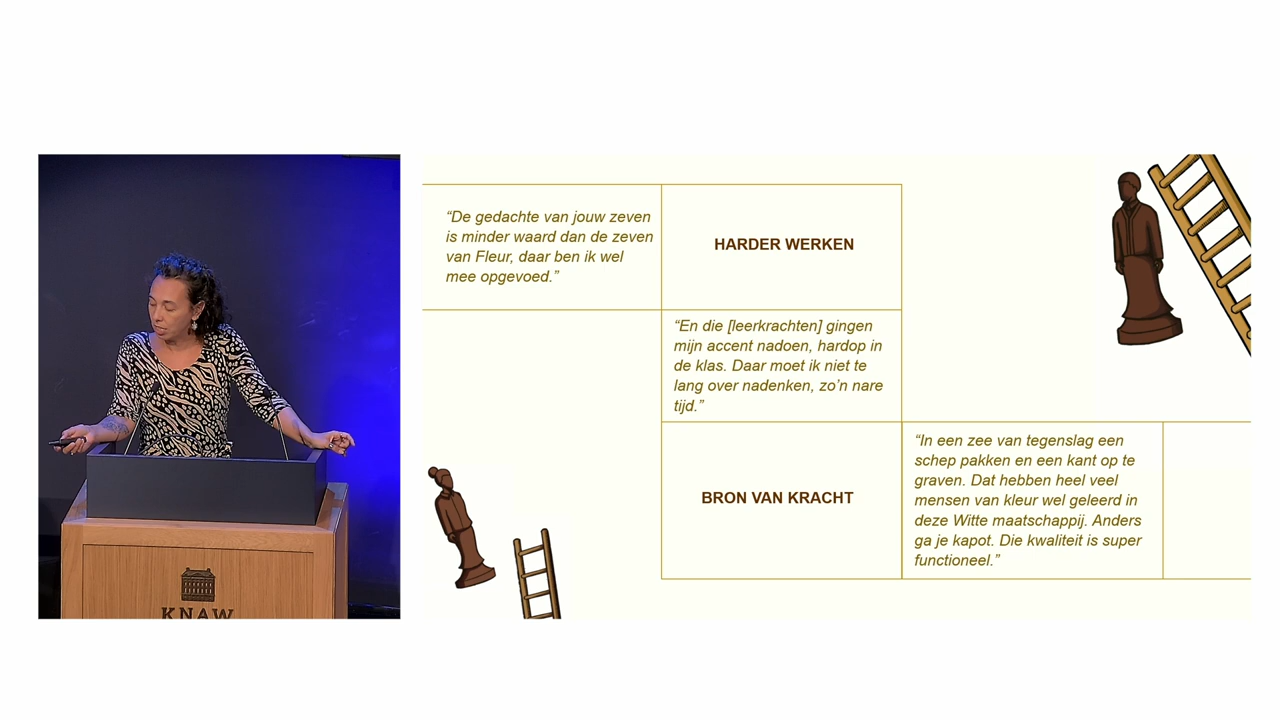 “De gedachte van jouw zeven
is minder waard dan de zeven
van Fleur, daar ben ik wel
mee opgevoed.”
HARDER WERKEN
“En die [leerkrachten] gingen
mijn accent nadoen, hardop in
de klas. Daar moet ik niet te
lang over nadenken, zo’n nare
tijd.”
BRON VAN KRACHT
“In een zee van tegenslag een
schep pakken en een kant op te
graven. Dat hebben heel veel
mensen van kleur wel geleerd in
deze Witte maatschappij. Anders
ga je kapot. Die kwaliteit is super
functioneel.”
KNAW